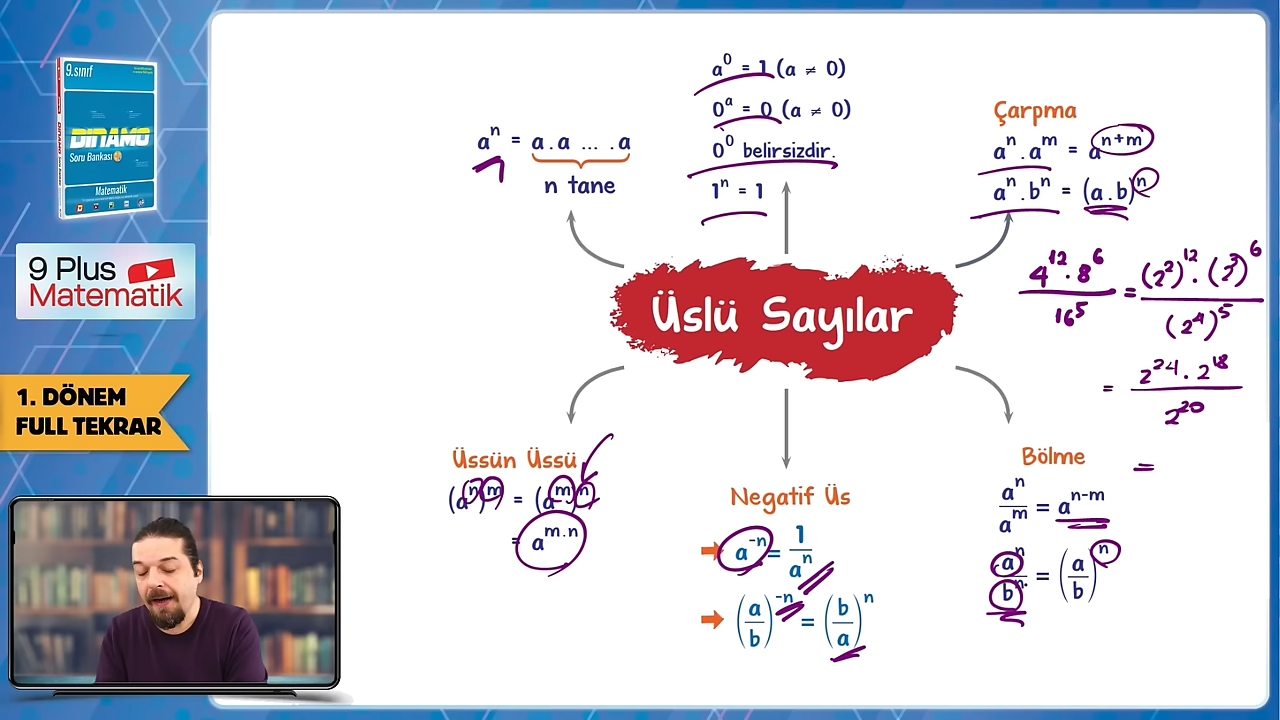 9.sınıf
DINAMO
Soru Bankası
Matematik
9 Plus
Matematik
1. DÖNEM
FULL TEKRAR
aⁿ = a . a ... . a
n tane
a⁰ = 1 (a ≠ 0)
0ᵃ = 0 (a ≠ 0)
0⁰ belirsizdir.
1ⁿ = 1
Çarpma
aⁿ . aᵐ = aⁿ⁺ᵐ
aⁿ . bⁿ = (a . b)ⁿ
Üslü Sayılar
4¹² . 8⁶ / 16⁵ = (2²)¹² . (2³)⁶ / (2⁴)⁵
= 2²⁴ . 2¹⁸ / 2²⁰
=
Üssün Üssü
(aⁿ)ᵐ = (aᵐ)ⁿ
= aᵐ·ⁿ
Negatif Üs
a⁻ⁿ = 1 / aⁿ
(a / b)⁻ⁿ = (b / a)ⁿ
Bölme
aⁿ / aᵐ = aⁿ⁻ᵐ
aⁿ / bⁿ = (a / b)ⁿ